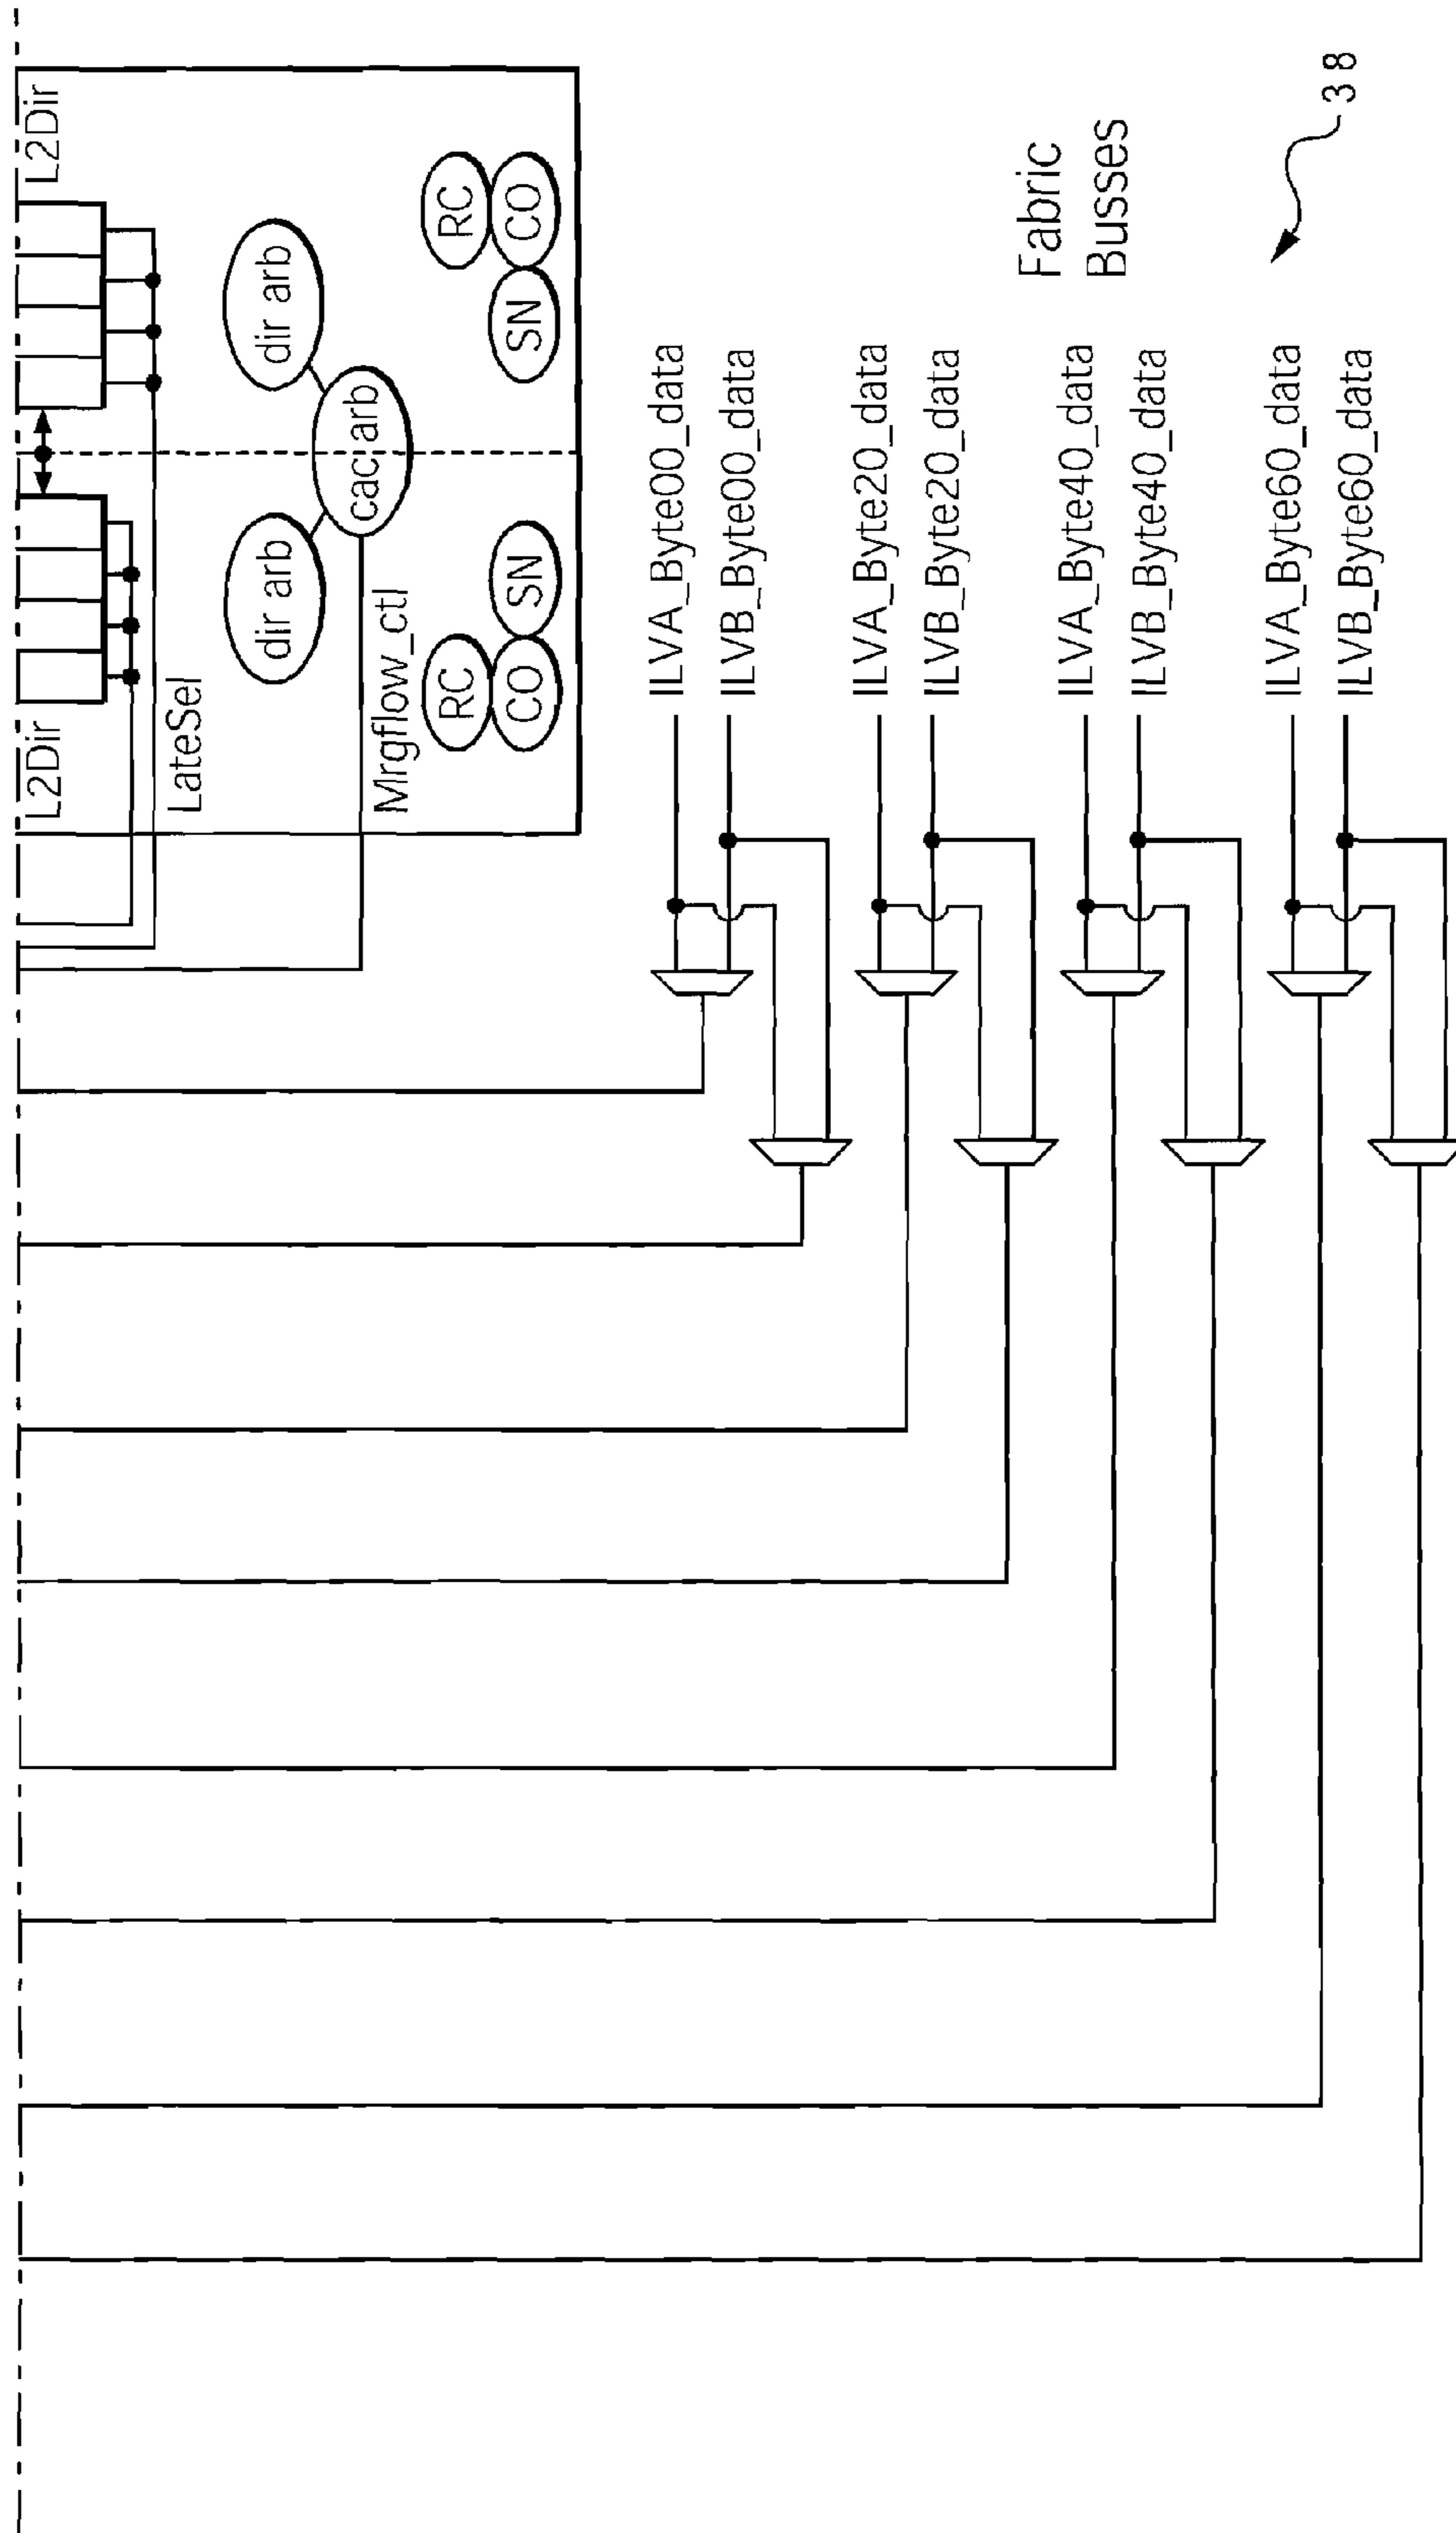 L2Dir
L2Dir
LateSel
dir arb
dir arb
cac arb
Mrgflow_ctl
RC
CO
SN
RC
CO
SN
ILVA_Byte00_data
ILVB_Byte00_data
ILVA_Byte20_data
ILVB_Byte20_data
ILVA_Byte40_data
ILVB_Byte40_data
ILVA_Byte60_data
ILVB_Byte60_data
Fabric
Busses
38